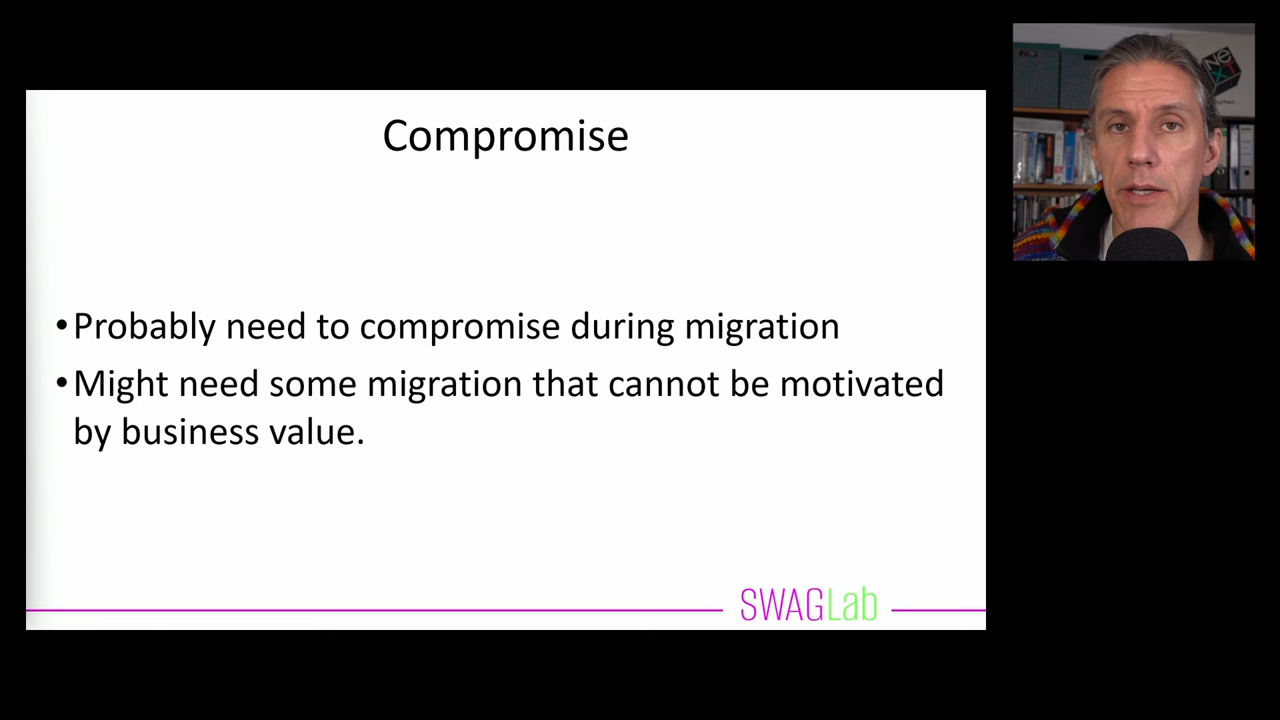 Compromise
•Probably need to compromise during migration
•Might need some migration that cannot be motivated
by business value.
SWAGLab
NeXT